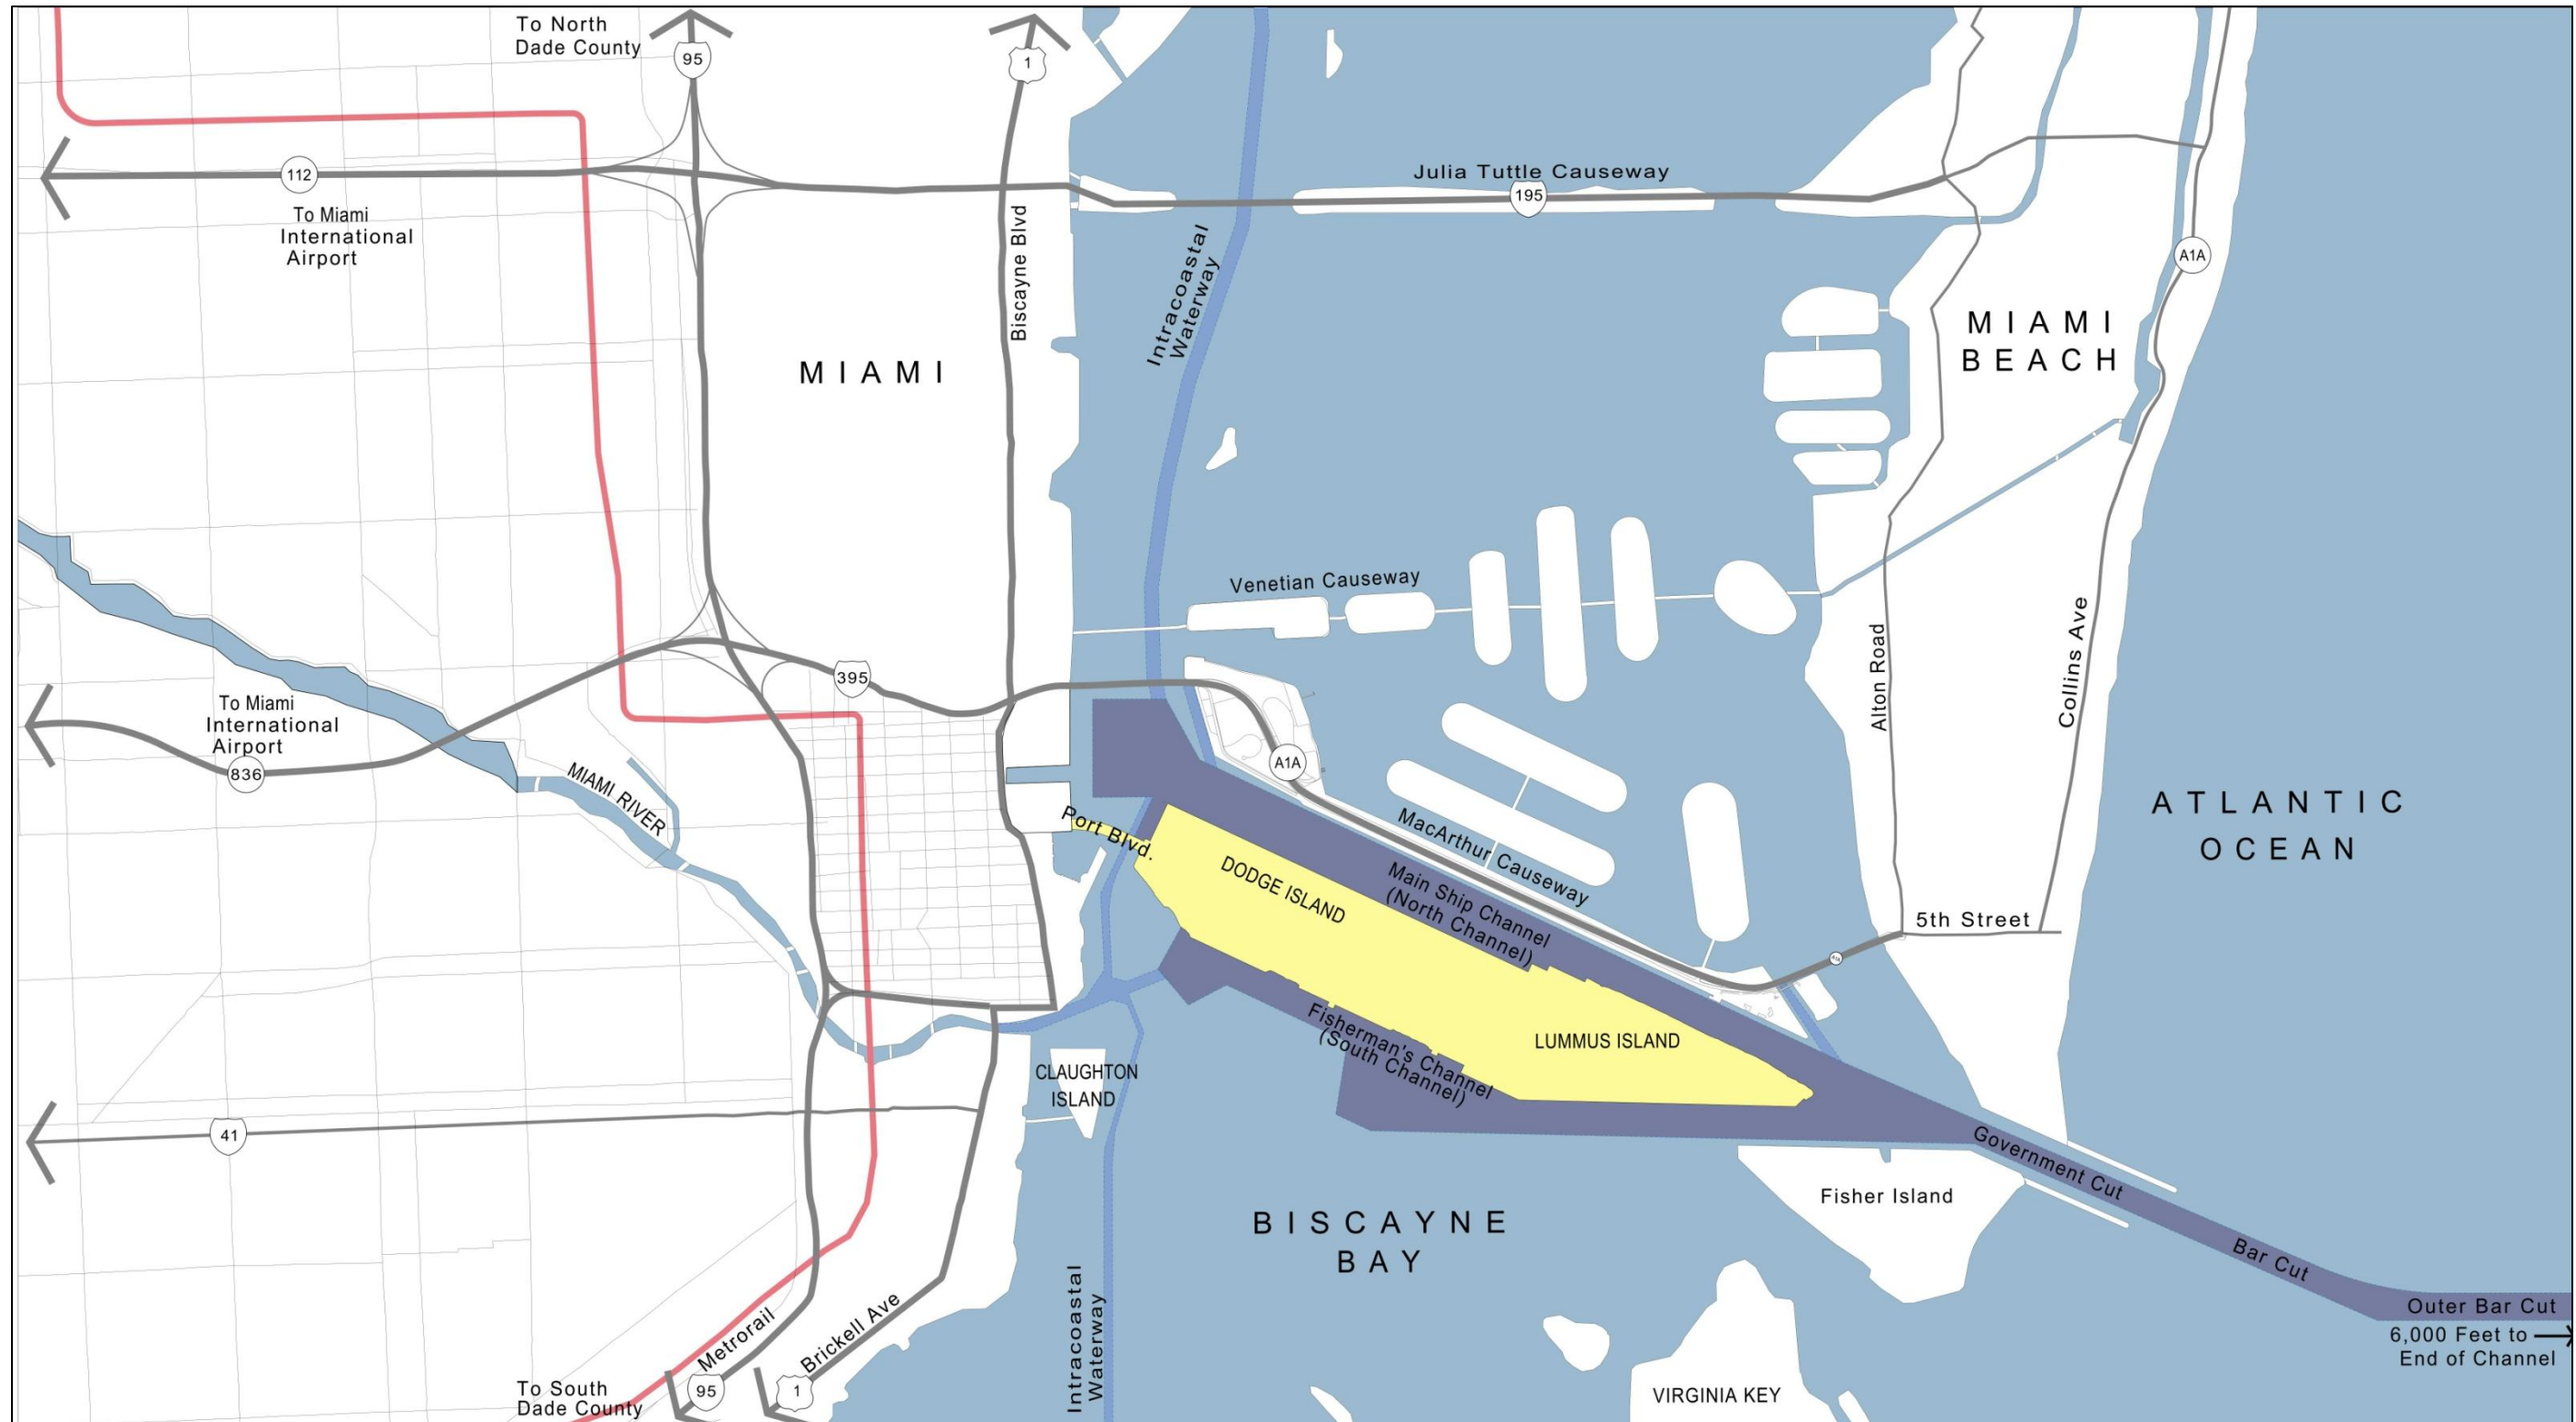 To North
Dade County
95
1
112
To Miami
International
Airport
Biscayne Blvd
Julia Tuttle Causeway
195
Intracoastal
Waterway
A1A
MIAMI
MIAMI
BEACH
Venetian Causeway
395
Alton Road
Collins Ave
To Miami
International
Airport
836
MIAMI RIVER
A1A
Port Blvd.
MacArthur Causeway
ATLANTIC
OCEAN
DODGE ISLAND
Main Ship Channel
(North Channel)
5th Street
Fisherman's Channel
(South Channel)
LUMMUS ISLAND
CLAUGHTON
ISLAND
41
Government Cut
Fisher Island
BISCAYNE
BAY
Bar Cut
Outer Bar Cut
6,000 Feet to
End of Channel
Intracoastal
Waterway
Metrorail
Brickell Ave
To South
Dade County
95
1
VIRGINIA KEY